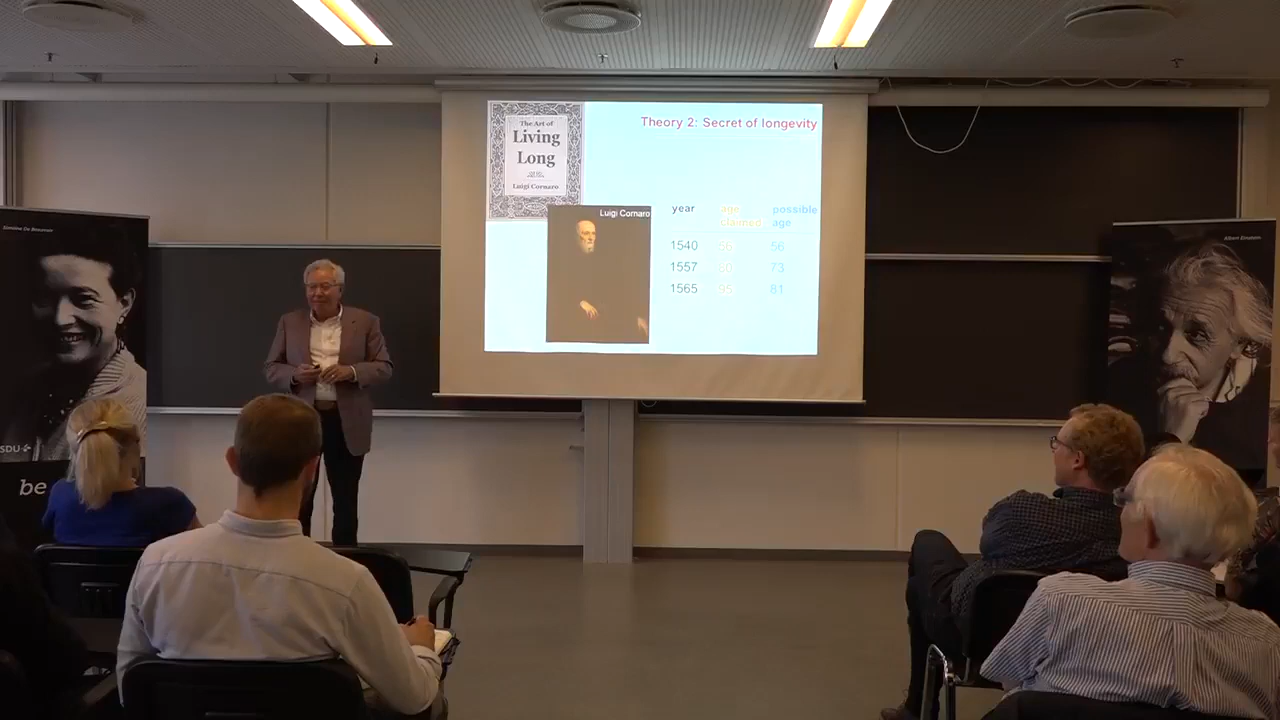 Simone De Beauvoir
SDU
be
The Art of
Living
Long
Luigi Cornaro
Theory 2: Secret of longevity
Luigi Cornaro
year age claimed possible age
1540 56 56
1557 80 73
1565 95 81
Albert Einstein